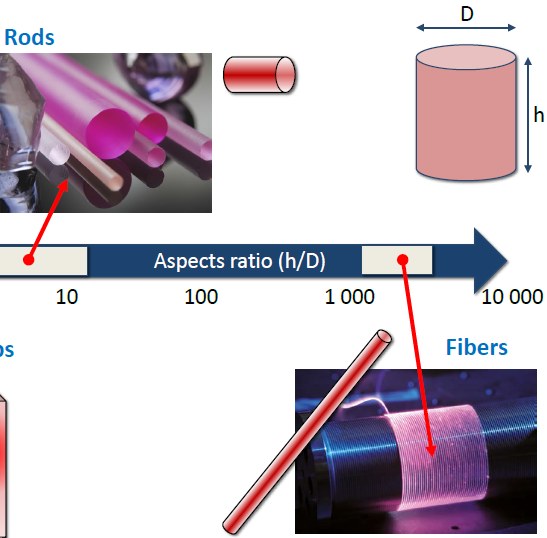 D
Rods
h
Aspects ratio (h/D)
10
100
1 000
10 000
Fibers